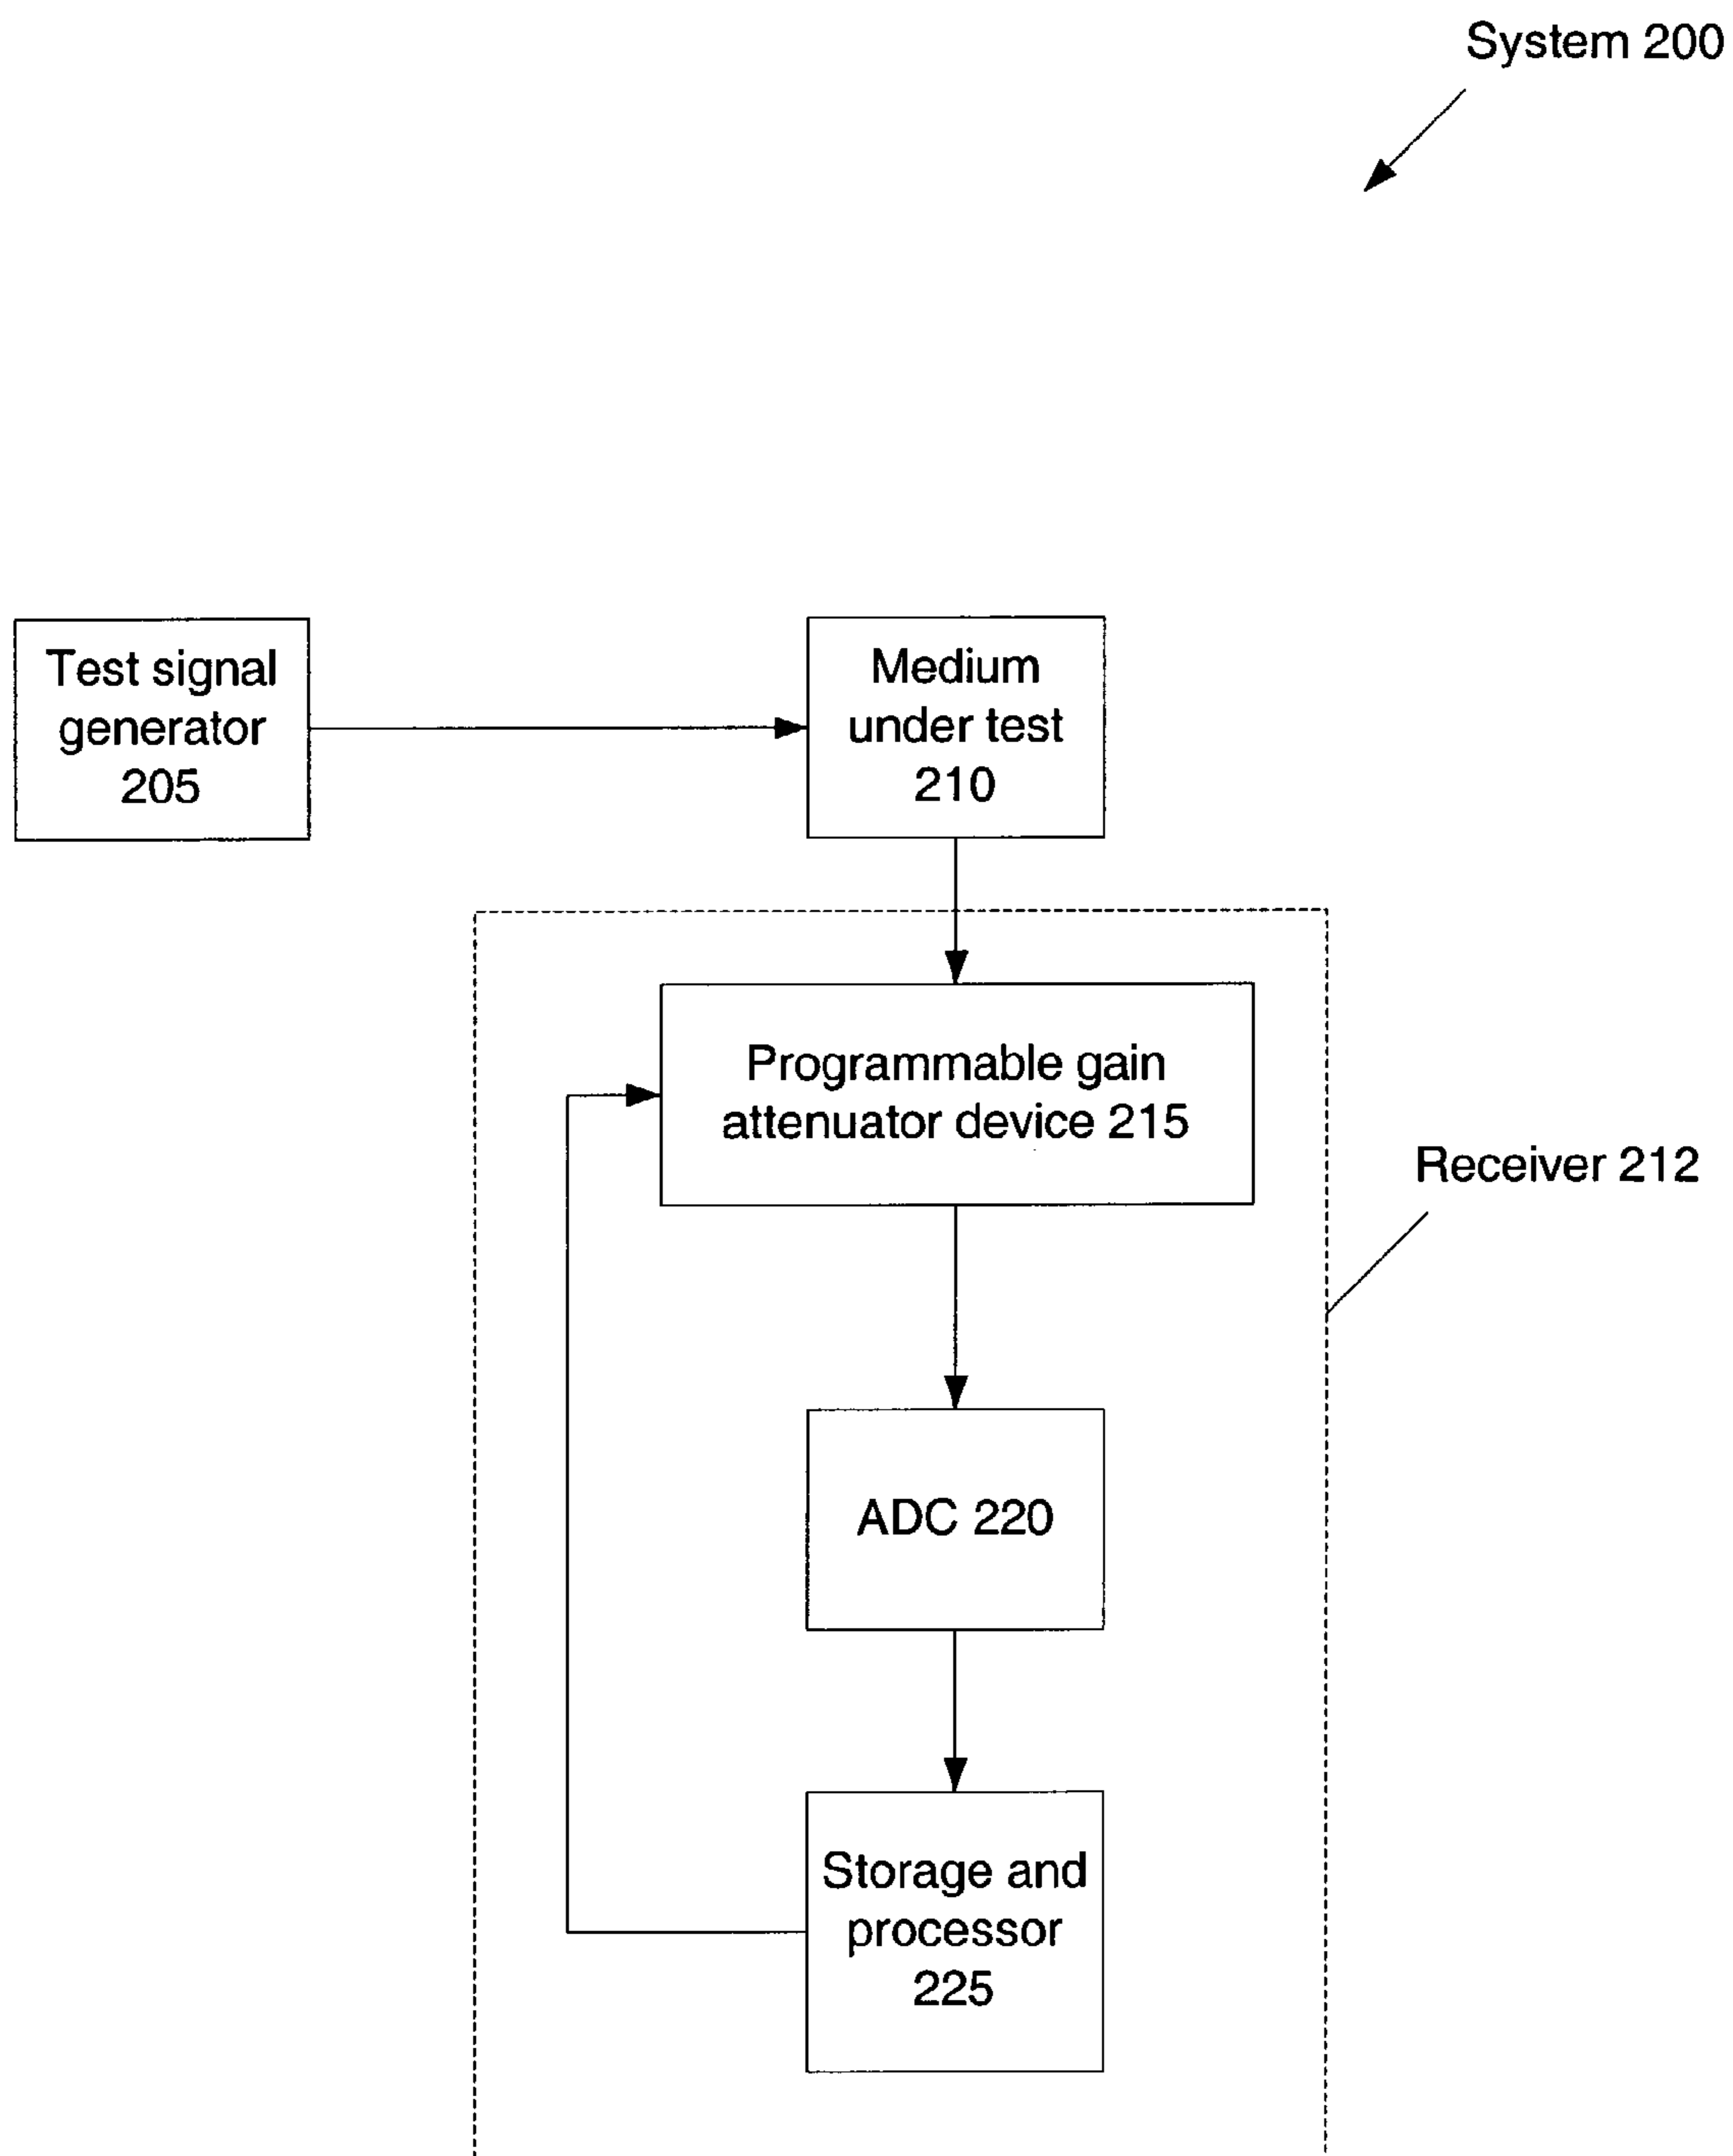 System 200
Test signal
generator
205
Medium
under test
210
Programmable gain
attenuator device 215
Receiver 212
ADC 220
Storage and
processor
225